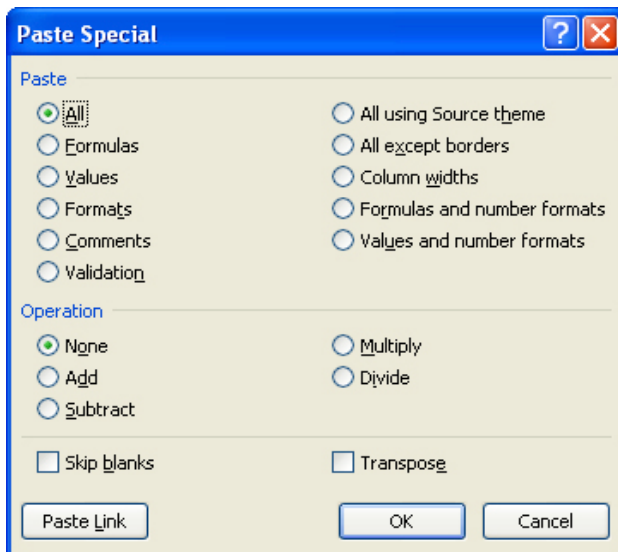 Paste Special
Paste
All
All using Source theme
Formulas
All except borders
Values
Column widths
Formats
Formulas and number formats
Comments
Values and number formats
Validation
Operation
None
Multiply
Add
Divide
Subtract
Skip blanks
Transpose
Paste Link
OK
Cancel